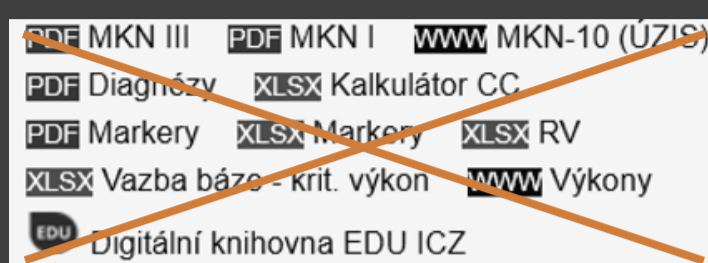 PDF MKN III PDF MKN I WWW MKN-10 (ÚZIS)
PDF Diagnózy XLSX Kalkulátor CC
PDF Markery XLSX Markery XLSX RV
XLSX Vazba báze - krit. výkon WWW Výkony
EDU Digitální knihovna EDU ICZ